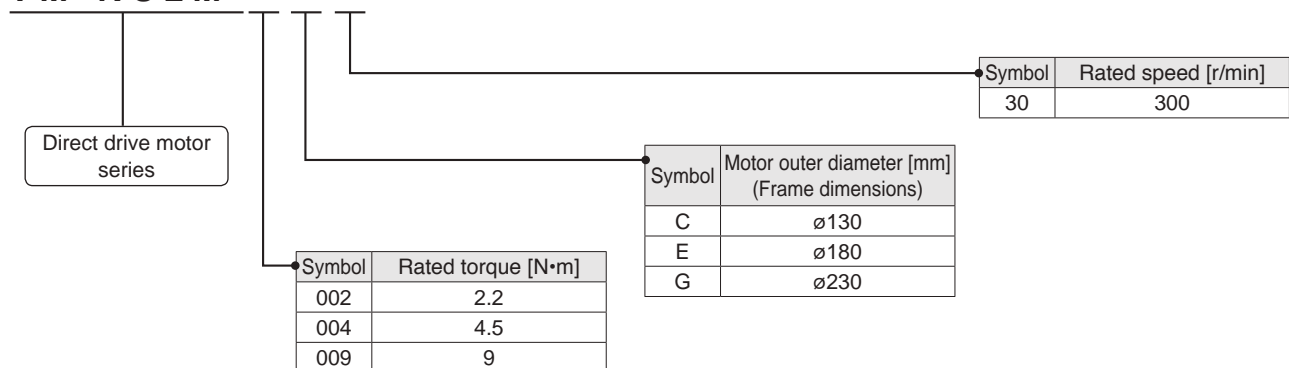 Direct drive motor
series
Symbol Rated speed [r/min]
30 300
Symbol Motor outer diameter [mm]
(Frame dimensions)
C ø130
E ø180
G ø230
Symbol Rated torque [N•m]
002 2.2
004 4.5
009 9